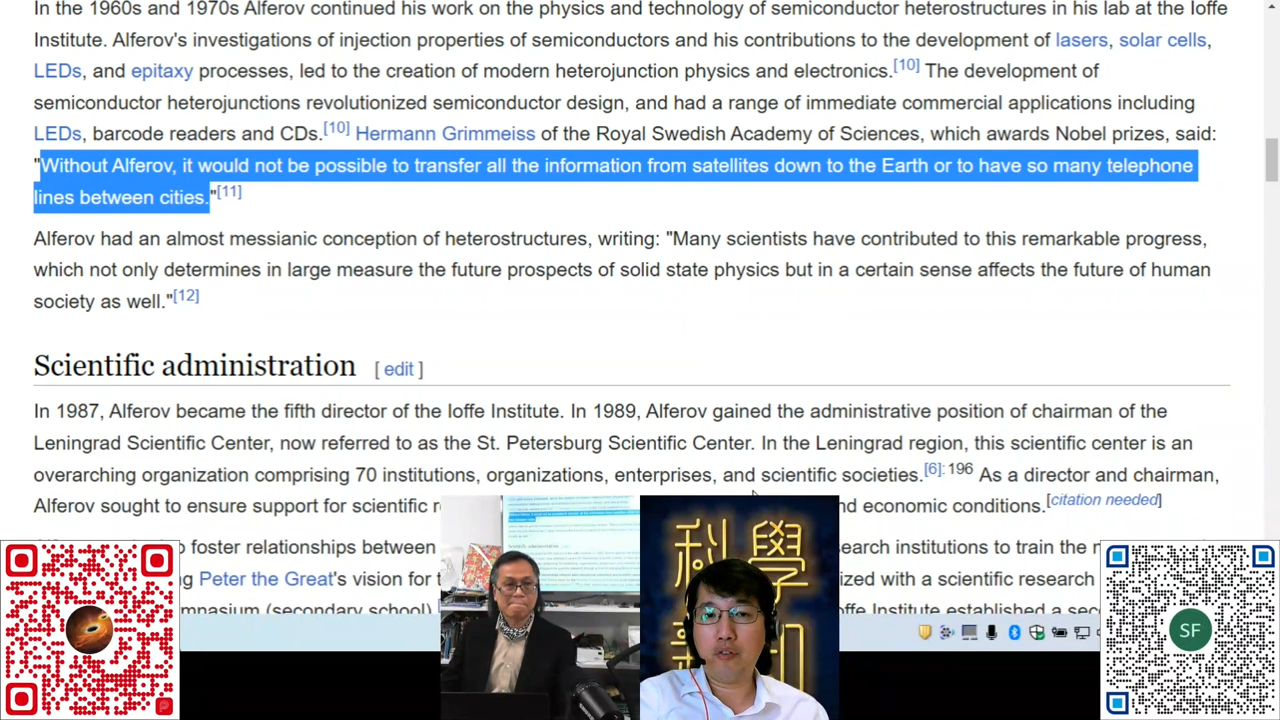 In the 1960s and 1970s Alferov continued his work on the physics and technology of semiconductor heterostructures in his lab at the Ioffe
Institute. Alferov's investigations of injection properties of semiconductors and his contributions to the development of lasers, solar cells,
LEDs, and epitaxy processes, led to the creation of modern heterojunction physics and electronics.[10] The development of
semiconductor heterojunctions revolutionized semiconductor design, and had a range of immediate commercial applications including
LEDs, barcode readers and CDs.[10] Hermann Grimmeiss of the Royal Swedish Academy of Sciences, which awards Nobel prizes, said:
"Without Alferov, it would not be possible to transfer all the information from satellites down to the Earth or to have so many telephone
lines between cities."[11]
Alferov had an almost messianic conception of heterostructures, writing: "Many scientists have contributed to this remarkable progress,
which not only determines in large measure the future prospects of solid state physics but in a certain sense affects the future of human
society as well."[12]
Scientific administration [ edit ]
In 1987, Alferov became the fifth director of the Ioffe Institute. In 1989, Alferov gained the administrative position of chairman of the
Leningrad Scientific Center, now referred to as the St. Petersburg Scientific Center. In the Leningrad region, this scientific center is an
overarching organization comprising 70 institutions, organizations, enterprises, and scientific societies.[6]:196 As a director and chairman,
Alferov sought to ensure support for scientific nd economic conditions.[citation needed]
to foster relationships between earch institutions to train the
Peter the Great's vision for ized with a scientific research
mnasium (secondary school) offe Institute established a
科學
SF